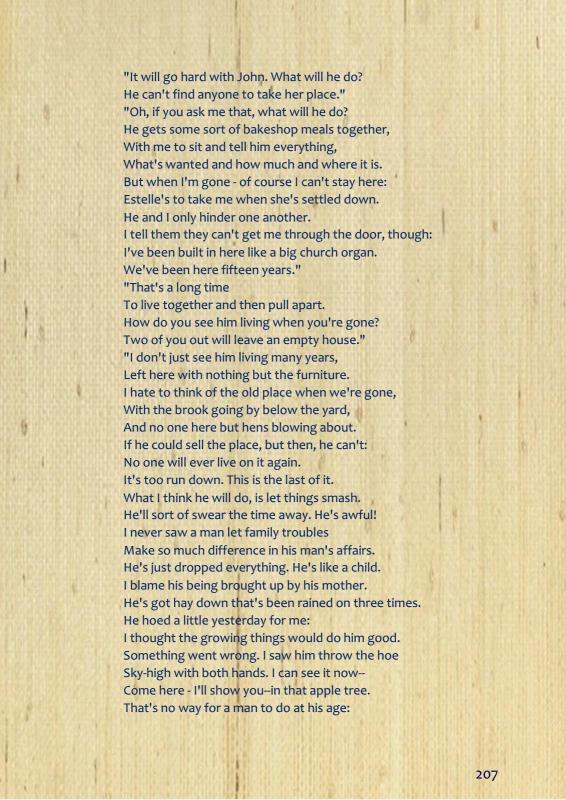 "It will go hard with John. What will he do?
He can't find anyone to take her place."
"Oh, if you ask me that, what will he do?
He gets some sort of bakeshop meals together,
With me to sit and tell him everything,
What's wanted and how much and where it is.
But when I'm gone - of course I can't stay here:
Estelle's to take me when she's settled down.
He and I only hinder one another.
I tell them they can't get me through the door, though:
I've been built in here like a big church organ.
We've been here fifteen years."
"That's a long time
To live together and then pull apart.
How do you see him living when you're gone?
Two of you out will leave an empty house."
"I don't just see him living many years,
Left here with nothing but the furniture.
I hate to think of the old place when we're gone,
With the brook going by below the yard,
And no one here but hens blowing about.
If he could sell the place, but then, he can't:
No one will ever live on it again.
It's too run down. This is the last of it.
What I think he will do, is let things smash.
He'll sort of swear the time away. He's awful!
I never saw a man let family troubles
Make so much difference in his man's affairs.
He's just dropped everything. He's like a child.
I blame his being brought up by his mother.
He's got hay down that's been rained on three times.
He hoed a little yesterday for me:
I thought the growing things would do him good.
Something went wrong. I saw him throw the hoe
Sky-high with both hands. I can see it now--
Come here - I'll show you--in that apple tree.
That's no way for a man to do at his age:
207